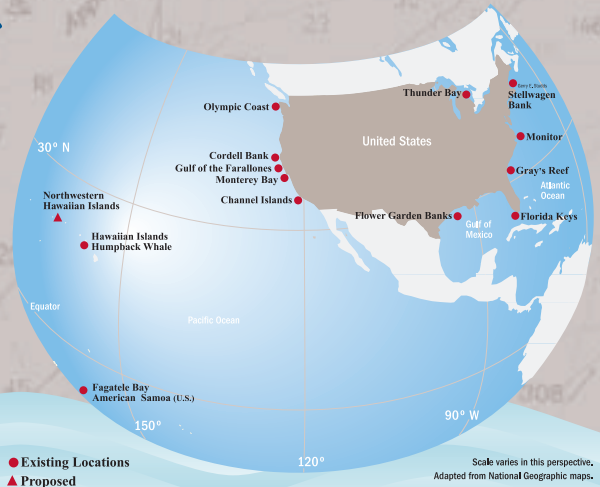 Thunder Bay
Gerry E. Studds
Stellwagen
Bank
Olympic Coast
United States
Monitor
30° N
Cordell Bank
Gulf of the Farallones
Monterey Bay
Gray's Reef
Northwestern
Hawaiian Islands
Channel Islands
Atlantic
Ocean
Flower Garden Banks
Gulf of
Mexico
Florida Keys
Hawaiian Islands
Humpback Whale
Equator
Pacific Ocean
Fagatele Bay
American Samoa (U.S.)
150°
90° W
120°
Existing Locations
Proposed
Scale varies in this perspective.
Adapted from National Geographic maps.